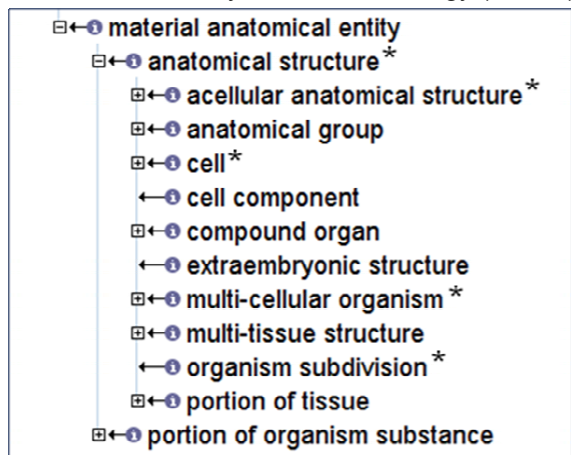 material anatomical entity
anatomical structure*
acellular anatomical structure*
anatomical group
cell*
cell component
compound organ
extraembryonic structure
multi-cellular organism*
multi-tissue structure
organism subdivision*
portion of tissue
portion of organism substance